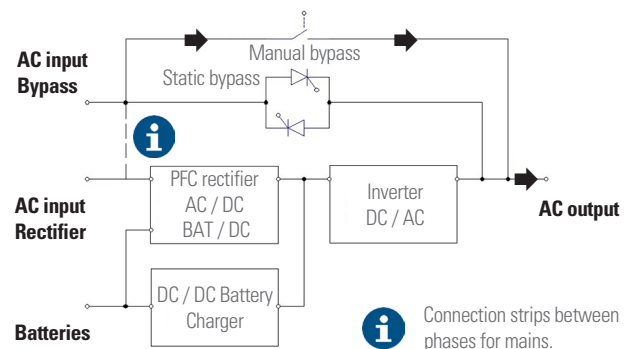 AC input
Bypass
Manual bypass
Static bypass
i
AC input
Rectifier
PFC rectifier
AC / DC
BAT / DC
Inverter
DC / AC
AC output
Batteries
DC / DC Battery
Charger
i
Connection strips between
phases for mains.